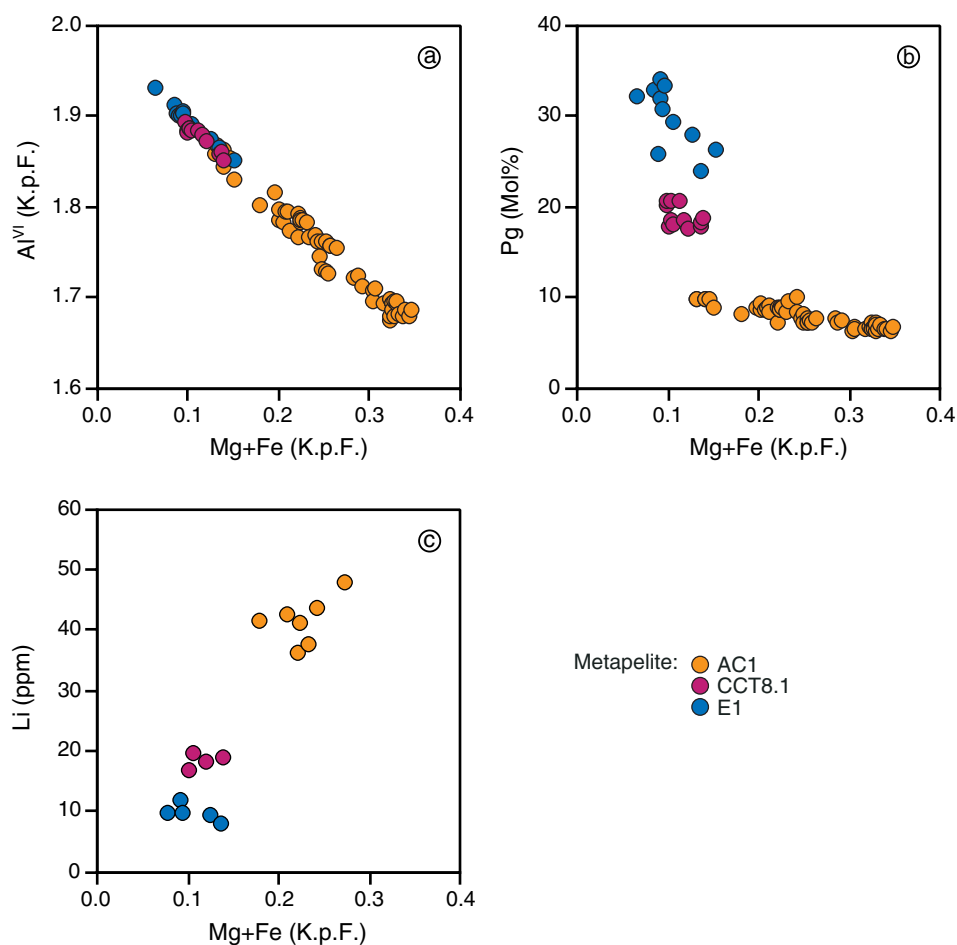 2.0
1.9
1.8
1.7
1.6
Al^VI (K.p.F.)
ⓐ
0.0 0.1 0.2 0.3 0.4
Mg+Fe (K.p.F.)
40
30
20
10
0
Pg (Mol%)
ⓑ
0.0 0.1 0.2 0.3 0.4
Mg+Fe (K.p.F.)
60
50
40
30
20
10
0
Li (ppm)
ⓒ
0.0 0.1 0.2 0.3 0.4
Mg+Fe (K.p.F.)
Metapelite: AC1
CCT8.1
E1